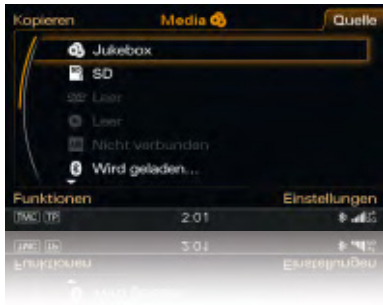 Kopieren Media Quelle
Jukebox
SD
Leer
Leer
Nicht verbunden
Wird geladen...
Funktionen Einstellungen
TMC TP 2:01